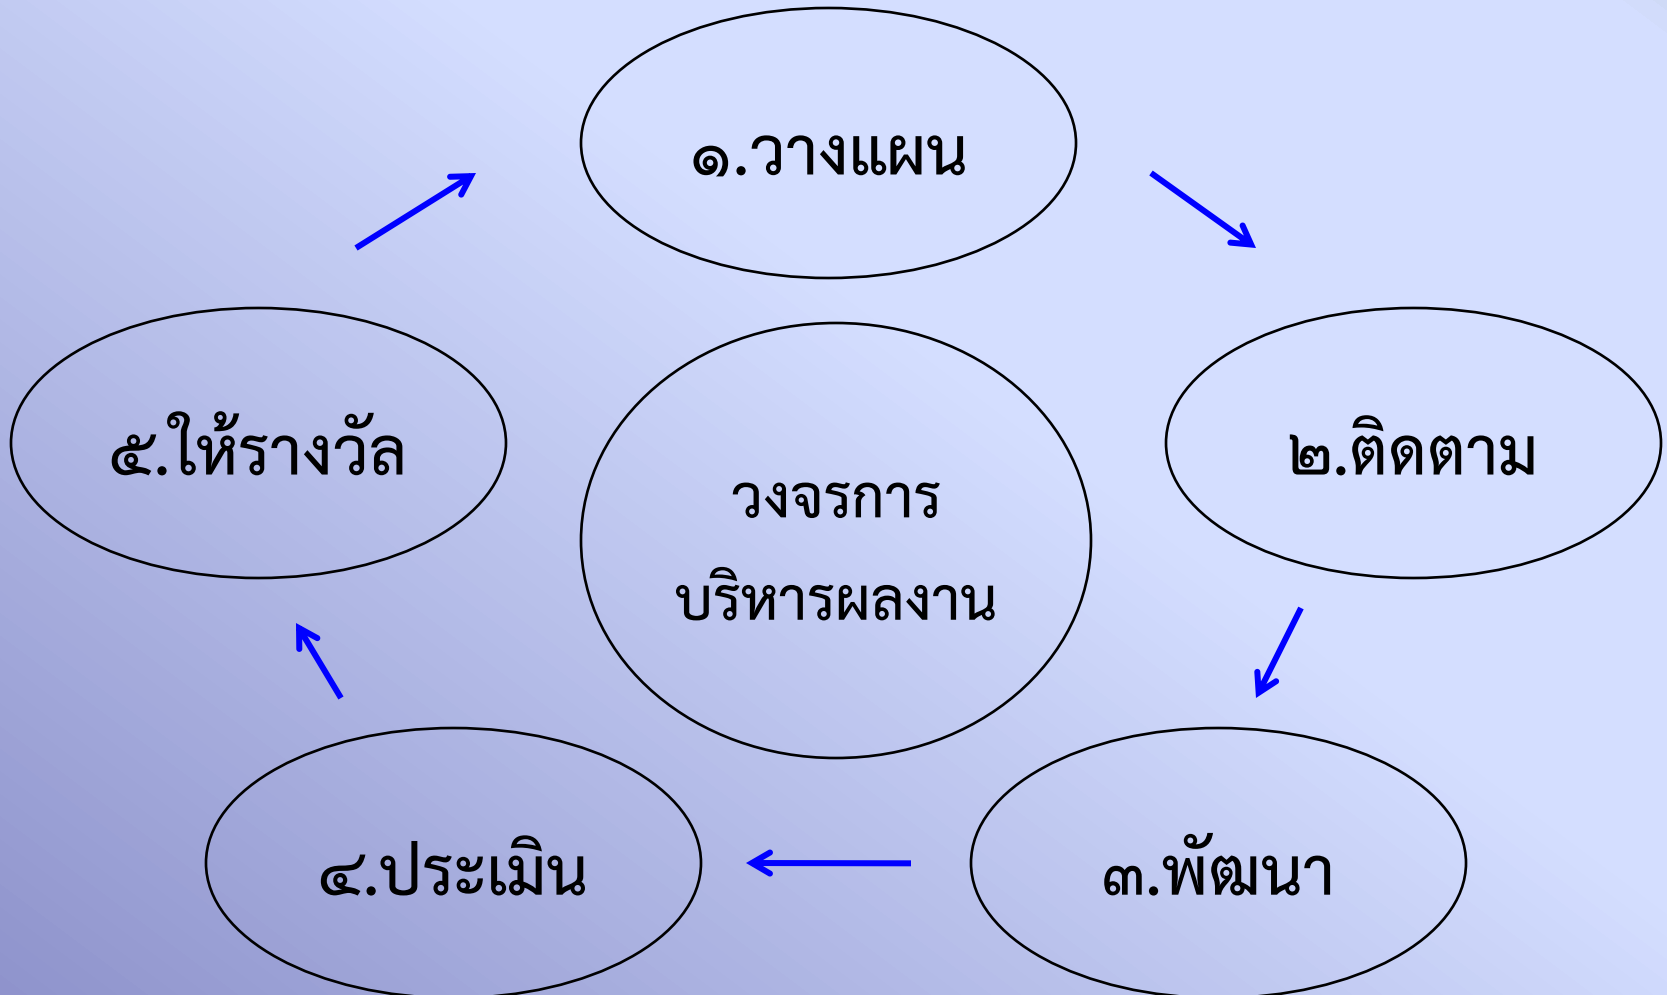 ๑.วางแผน
๒.ติดตาม
๓.พัฒนา
๔.ประเมิน
๕.ให้รางวัล
วงจรการ
บริหารผลงาน